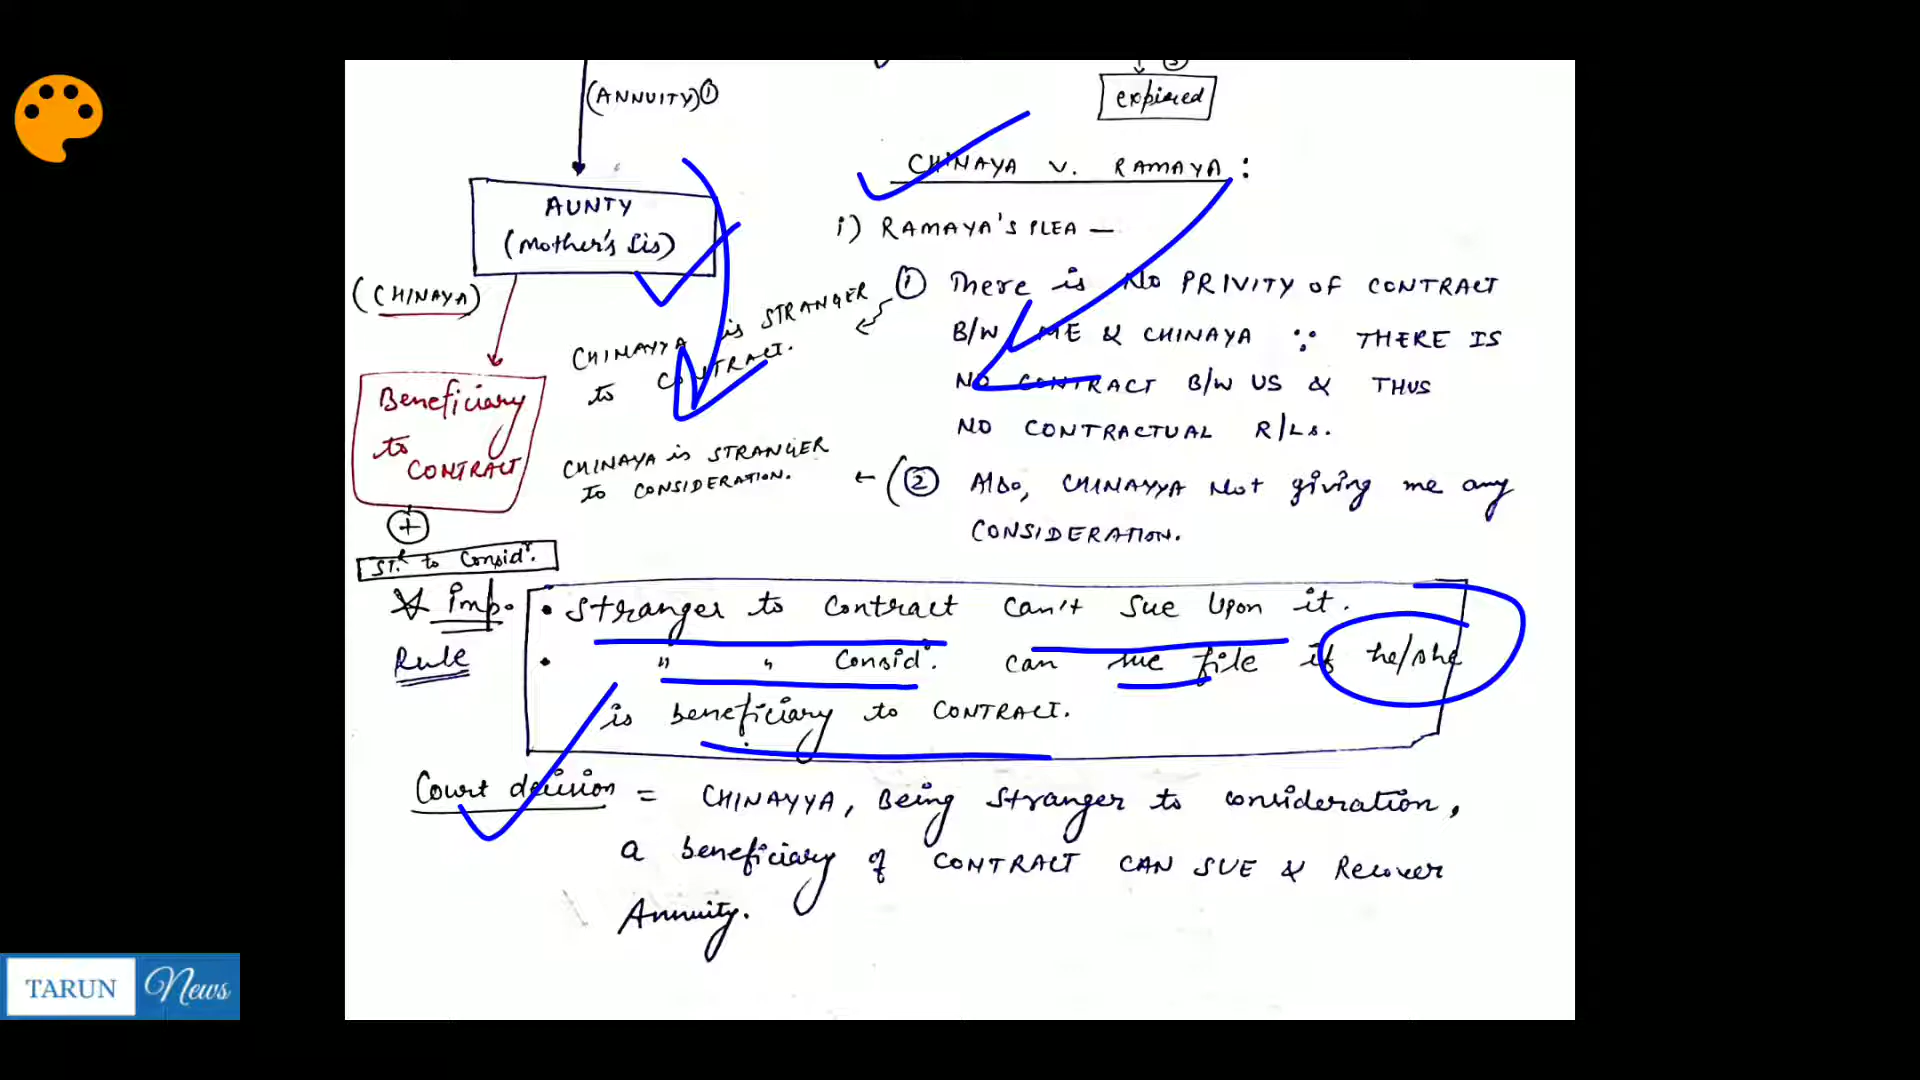 (ANNUITY)①
③
expired
AUNTY
(Mother's Sis)
(CHINAYA)
Beneficiary
to
CONTRACT
+
ST.r to Considr.
CHINAYYA is STRANGER
to CONTRACT.
CHINAYA is STRANGER
TO CONSIDERATION.
CHINAYA V. RAMAYA :
i) RAMAYA'S PLEA —
① There is NO PRIVITY OF CONTRACT
B/W ME & CHINAYA ∵ THERE IS
NO CONTRACT B/W US & THUS
NO CONTRACTUAL R/Ls.
② Also, CHINAYYA Not giving me any
CONSIDERATION.
imp.
Rule
• Stranger to Contract can't Sue Upon it.
• " " Considr. can sue file if he/she
is beneficiary to CONTRACT.
Court decision = CHINAYYA, Being Stranger to consideration,
a beneficiary of CONTRACT CAN SUE & Recover
Annuity.
TARUN News